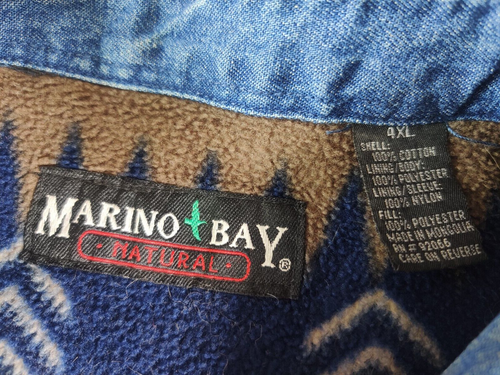 MARINO BAY
NATURAL
®
4XL
SHELL:
100% COTTON
LINING/BODY:
100% POLYESTER
LINING/SLEEVE:
100% NYLON
FILL:
100% POLYESTER
MADE IN MONGOLIA
RN # 92066
CARE ON REVERSE